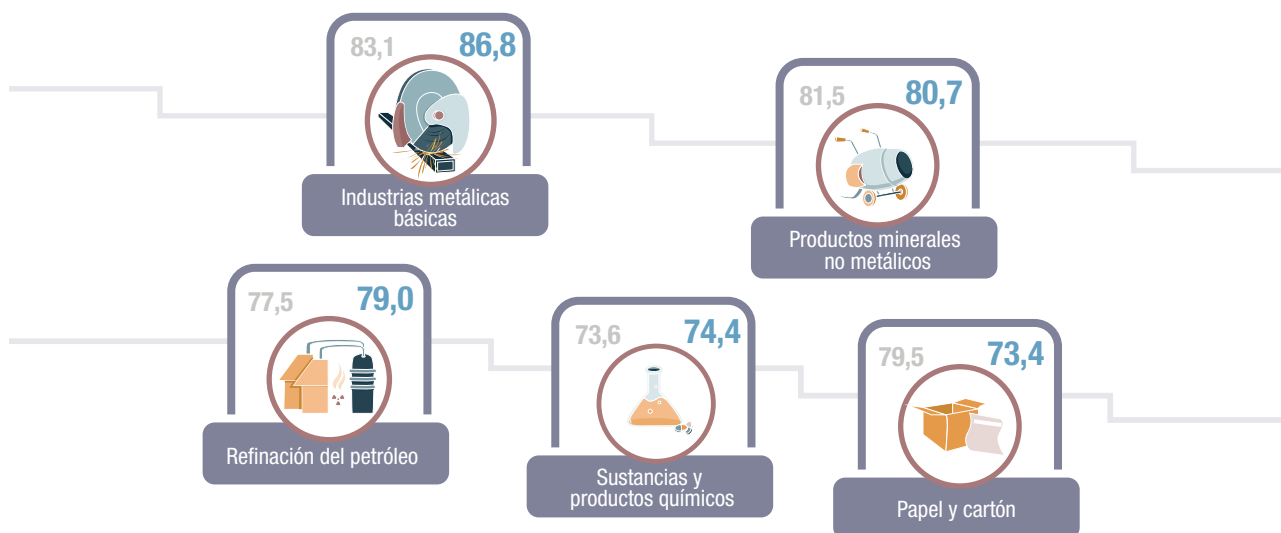 83,1 86,8
Industrias metálicas
básicas
81,5 80,7
Productos minerales
no metálicos
77,5 79,0
Refinación del petróleo
73,6 74,4
Sustancias y
productos químicos
79,5 73,4
Papel y cartón